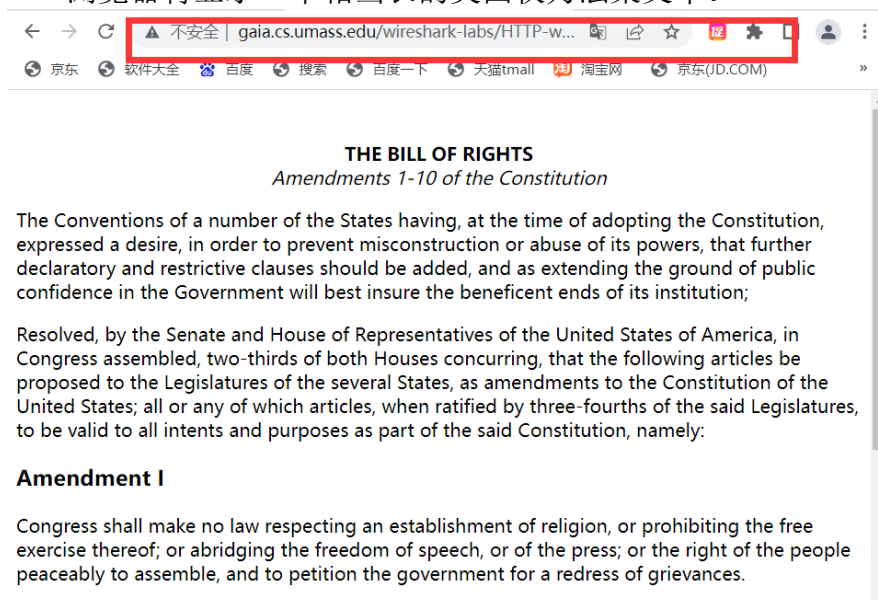 不安全 | gaia.cs.umass.edu/wireshark-labs/HTTP-w...
京东 软件大全 百度 搜索 百度一下 天猫tmall 淘宝网 京东(JD.COM) »
THE BILL OF RIGHTS
Amendments 1-10 of the Constitution
The Conventions of a number of the States having, at the time of adopting the Constitution,
expressed a desire, in order to prevent misconstruction or abuse of its powers, that further
declaratory and restrictive clauses should be added, and as extending the ground of public
confidence in the Government will best insure the beneficent ends of its institution;
Resolved, by the Senate and House of Representatives of the United States of America, in
Congress assembled, two-thirds of both Houses concurring, that the following articles be
proposed to the Legislatures of the several States, as amendments to the Constitution of the
United States; all or any of which articles, when ratified by three-fourths of the said Legislatures,
to be valid to all intents and purposes as part of the said Constitution, namely:
Amendment I
Congress shall make no law respecting an establishment of religion, or prohibiting the free
exercise thereof; or abridging the freedom of speech, or of the press; or the right of the people
peaceably to assemble, and to petition the government for a redress of grievances.